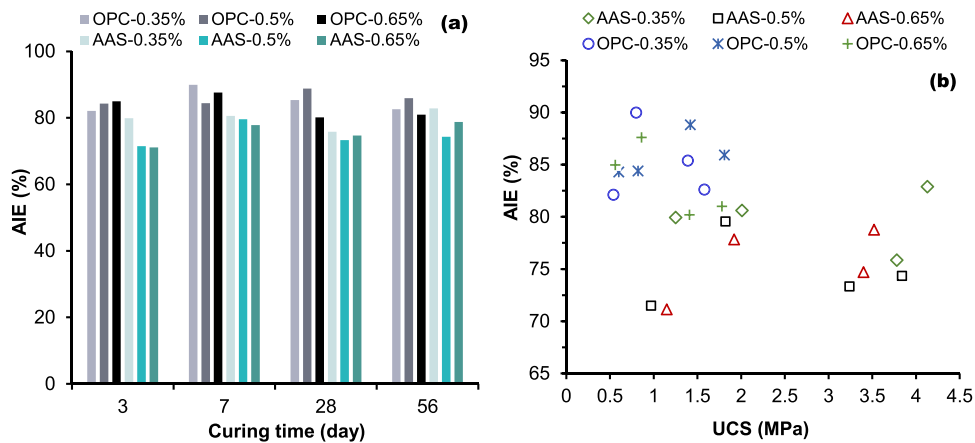 OPC-0.35% OPC-0.5% OPC-0.65%
AAS-0.35% AAS-0.5% AAS-0.65%
(a)
100
80
60
40
20
0
AIE (%)
3 7 28 56
Curing time (day)
AAS-0.35% AAS-0.5% AAS-0.65%
OPC-0.35% OPC-0.5% OPC-0.65%
(b)
95
90
85
80
75
70
65
AIE (%)
0 0.5 1 1.5 2 2.5 3 3.5 4 4.5
UCS (MPa)